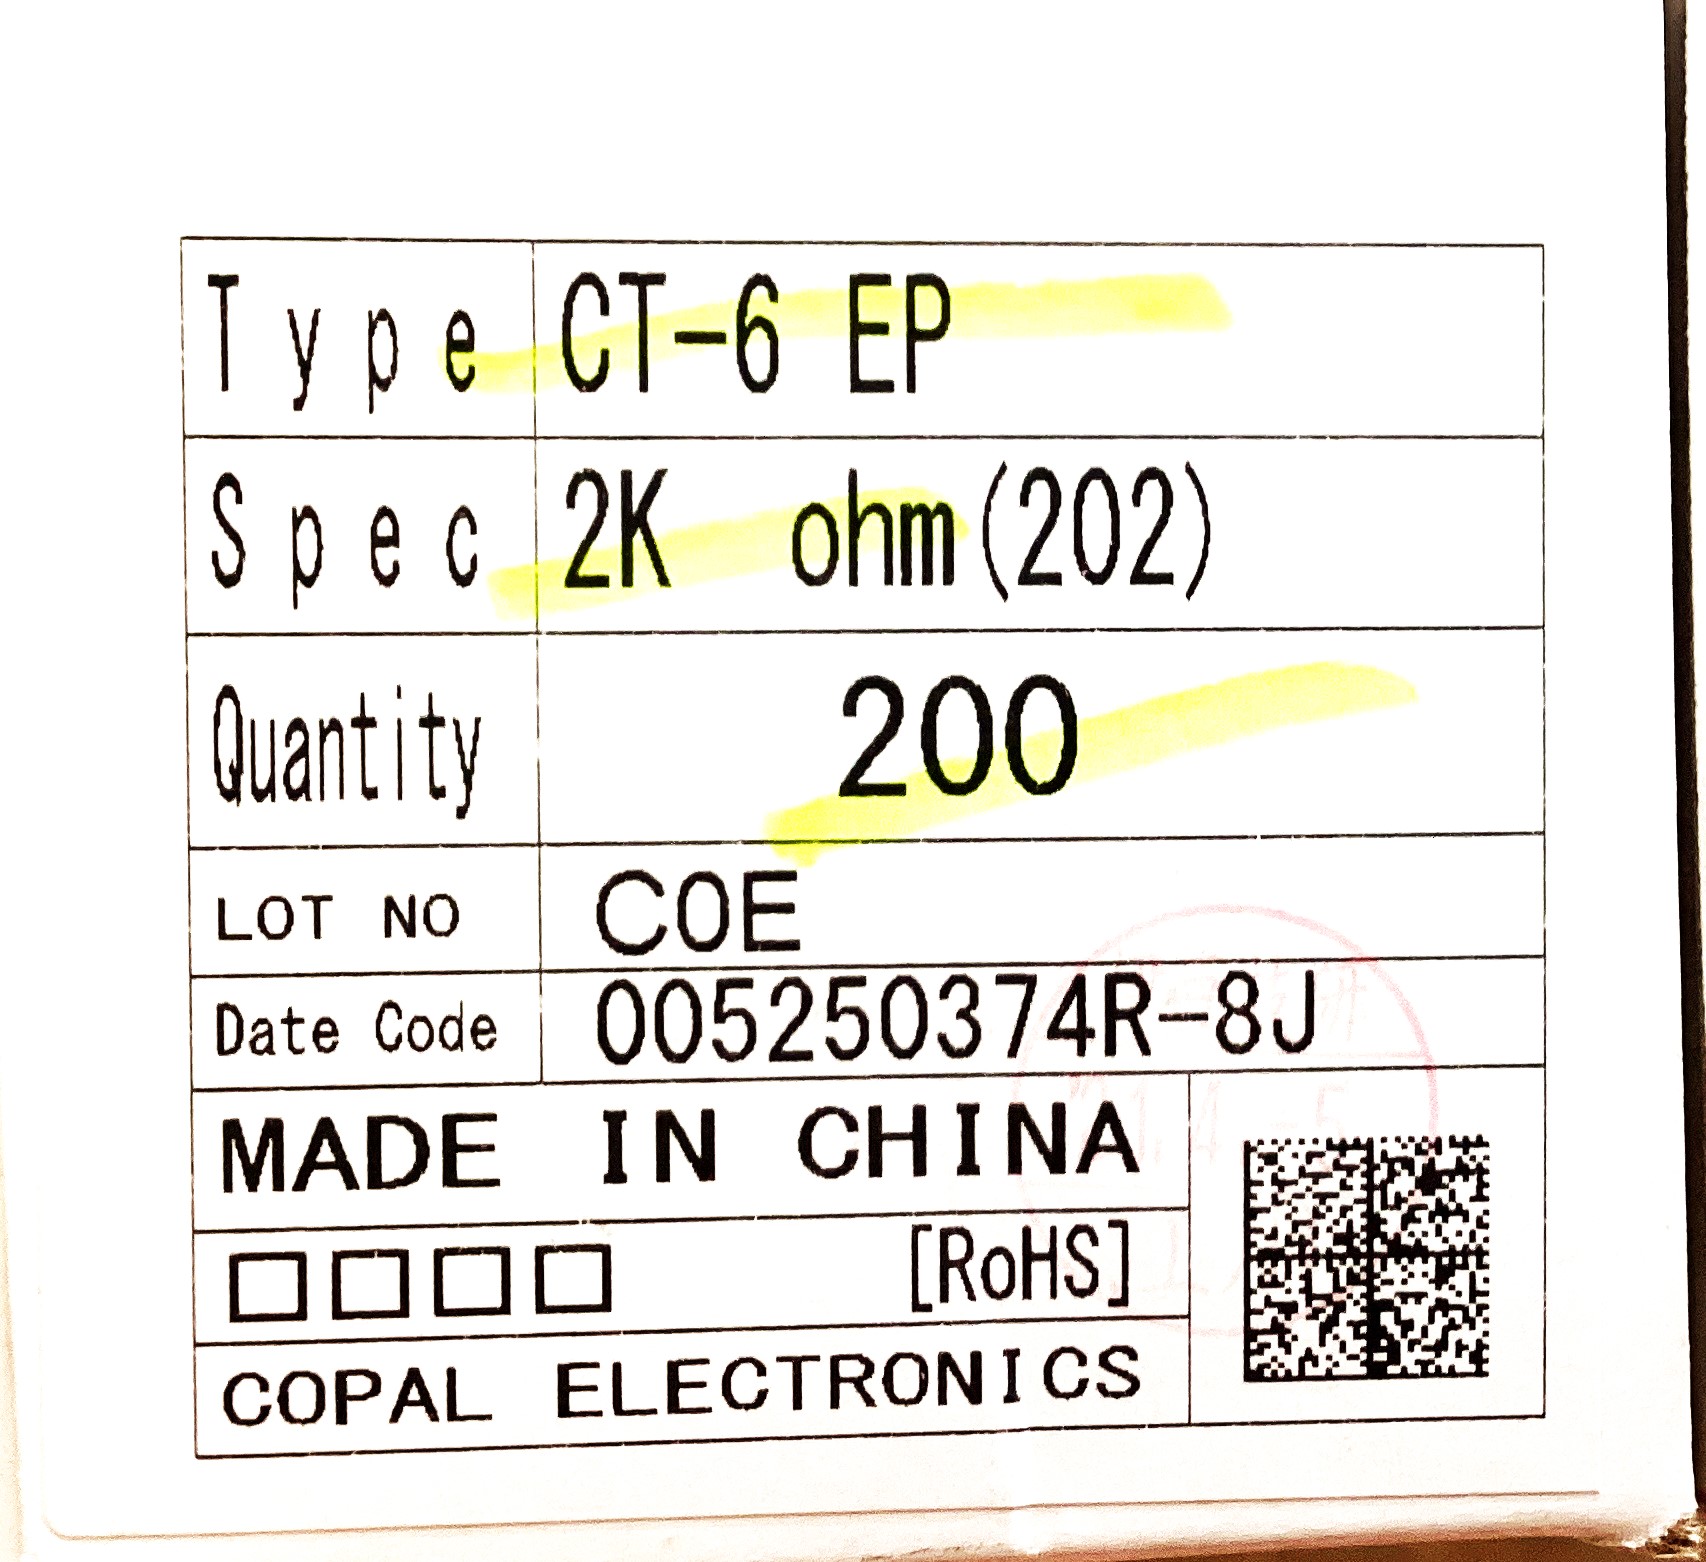 Type CT-6 EP
Spec 2K ohm(202)
Quantity 200
LOT NO COE
Date Code 005250374R-8J
MADE IN CHINA
□□□□ [RoHS]
COPAL ELECTRONICS